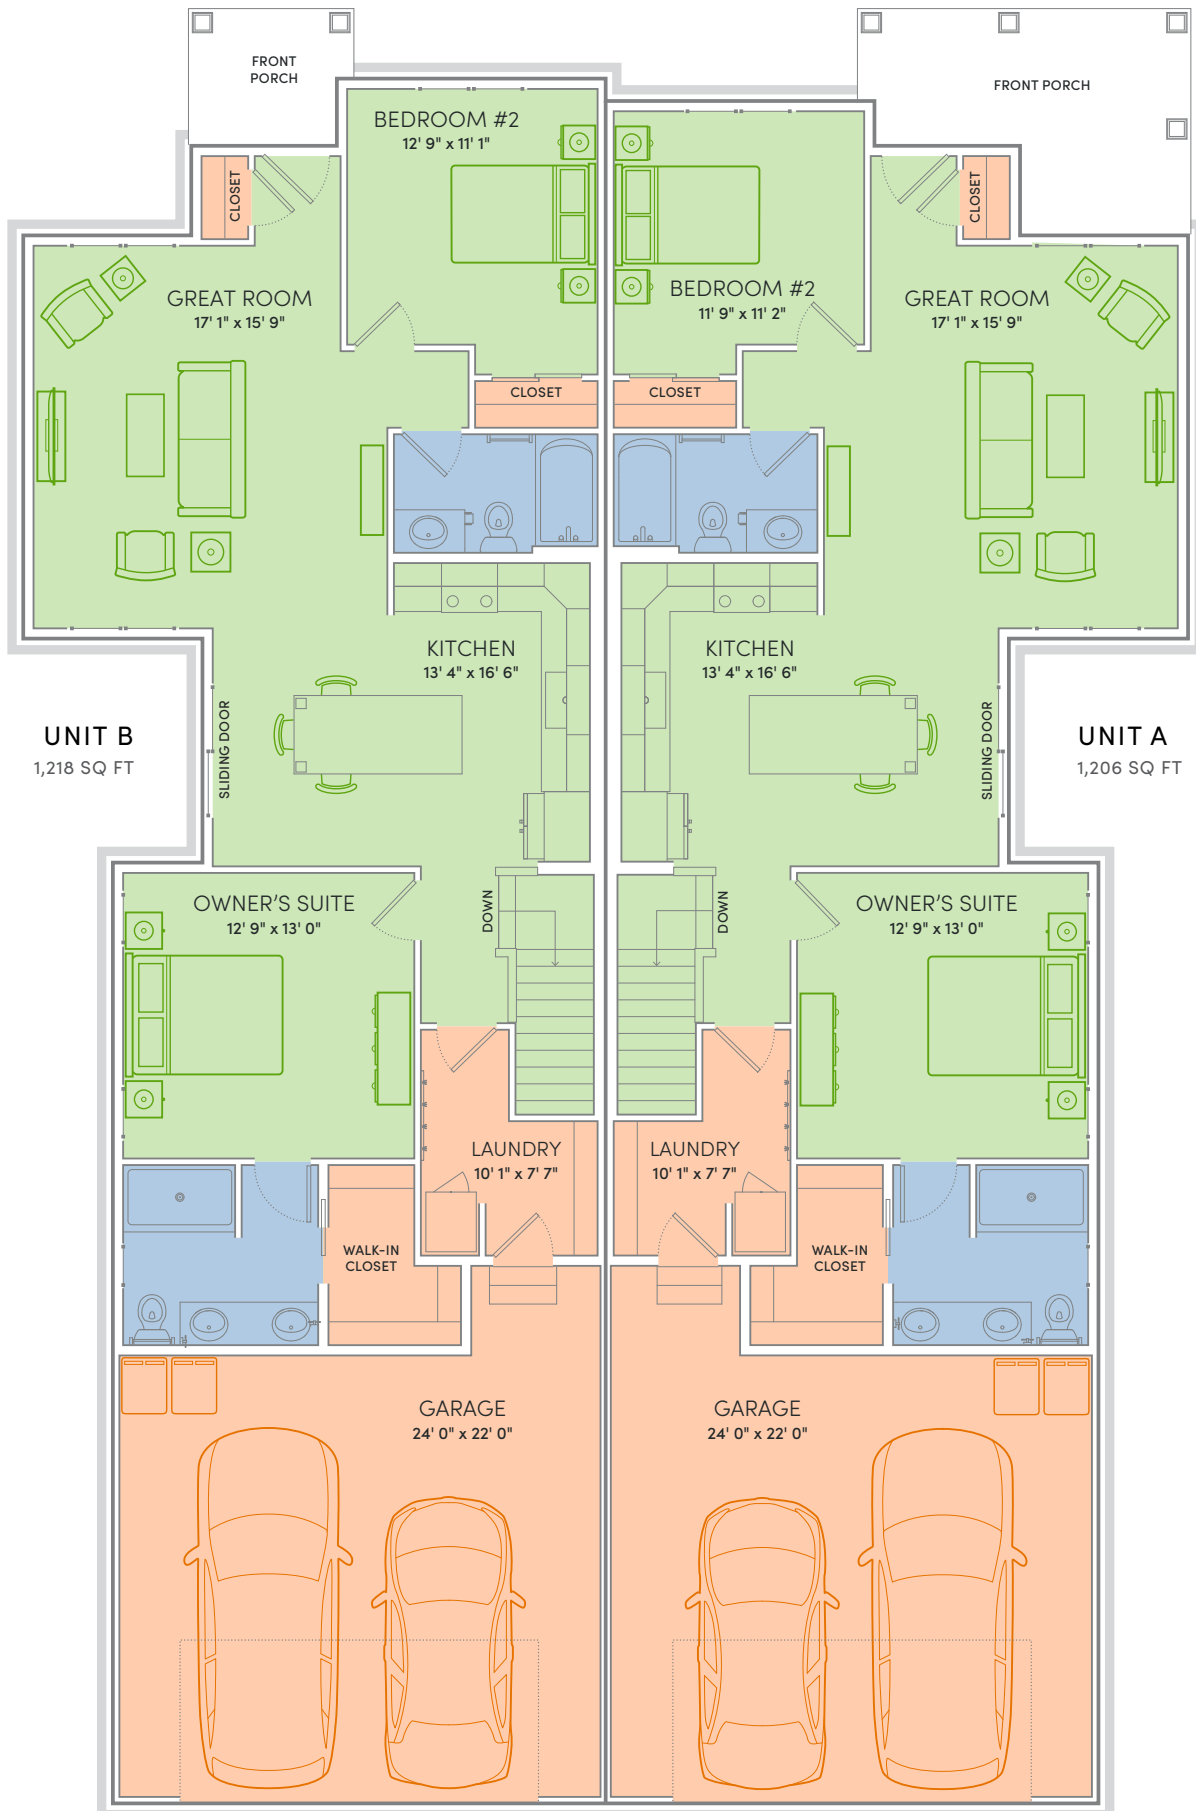 FRONT
PORCH
FRONT PORCH
BEDROOM #2
12' 9" x 11' 1"
CLOSET
CLOSET
BEDROOM #2
11' 9" x 11' 2"
GREAT ROOM
17' 1" x 15' 9"
GREAT ROOM
17' 1" x 15' 9"
CLOSET
CLOSET
KITCHEN
13' 4" x 16' 6"
KITCHEN
13' 4" x 16' 6"
SLIDING DOOR
SLIDING DOOR
UNIT B
1,218 SQ FT
UNIT A
1,206 SQ FT
OWNER'S SUITE
12' 9" x 13' 0"
DOWN
DOWN
OWNER'S SUITE
12' 9" x 13' 0"
LAUNDRY
10' 1" x 7' 7"
LAUNDRY
10' 1" x 7' 7"
WALK-IN
CLOSET
WALK-IN
CLOSET
GARAGE
24' 0" x 22' 0"
GARAGE
24' 0" x 22' 0"